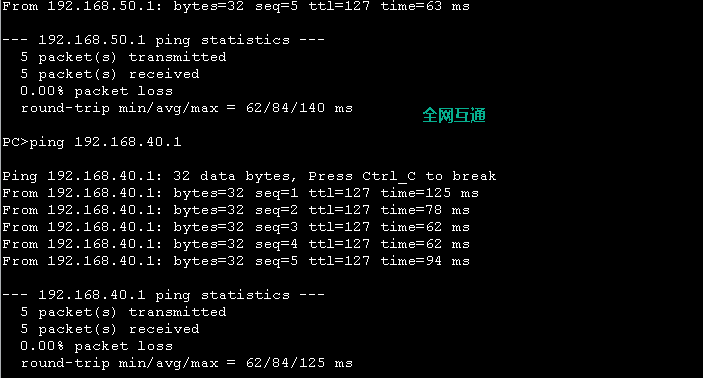 From 192.168.50.1: bytes=32 seq=5 ttl=127 time=63 ms
--- 192.168.50.1 ping statistics ---
5 packet(s) transmitted
5 packet(s) received
0.00% packet loss
round-trip min/avg/max = 62/84/140 ms
全网互通
PC>ping 192.168.40.1
Ping 192.168.40.1: 32 data bytes, Press Ctrl_C to break
From 192.168.40.1: bytes=32 seq=1 ttl=127 time=125 ms
From 192.168.40.1: bytes=32 seq=2 ttl=127 time=78 ms
From 192.168.40.1: bytes=32 seq=3 ttl=127 time=62 ms
From 192.168.40.1: bytes=32 seq=4 ttl=127 time=62 ms
From 192.168.40.1: bytes=32 seq=5 ttl=127 time=94 ms
--- 192.168.40.1 ping statistics ---
5 packet(s) transmitted
5 packet(s) received
0.00% packet loss
round-trip min/avg/max = 62/84/125 ms